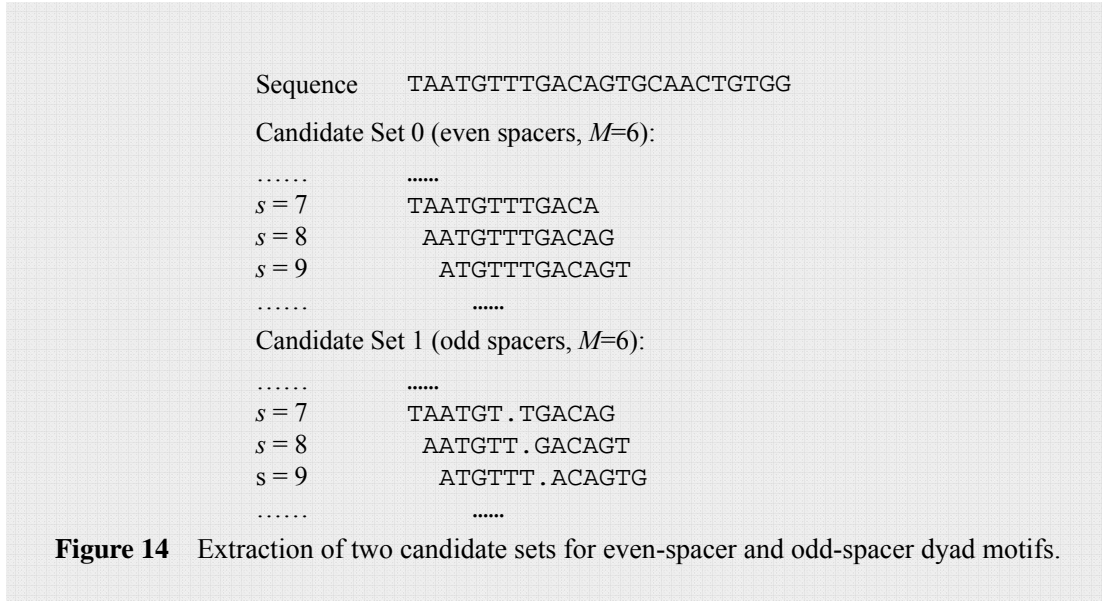 Sequence TAATGTTTGACAGTGCAACTGTGG
Candidate Set 0 (even spacers, M=6):
…… ......
s = 7 TAATGTTTGACA
s = 8 AATGTTTGACAG
s = 9 ATGTTTGACAGT
…… ......
Candidate Set 1 (odd spacers, M=6):
…… ......
s = 7 TAATGT.TGACAG
s = 8 AATGTT.GACAGT
s = 9 ATGTTT.ACAGTG
…… ......
Figure 14 Extraction of two candidate sets for even-spacer and odd-spacer dyad motifs.